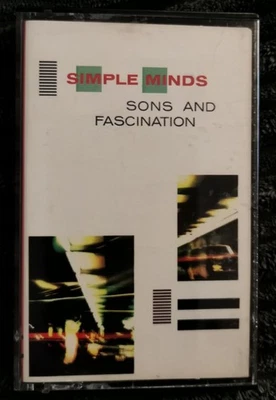 SIMPLE MINDS
SONS AND
FASCINATION